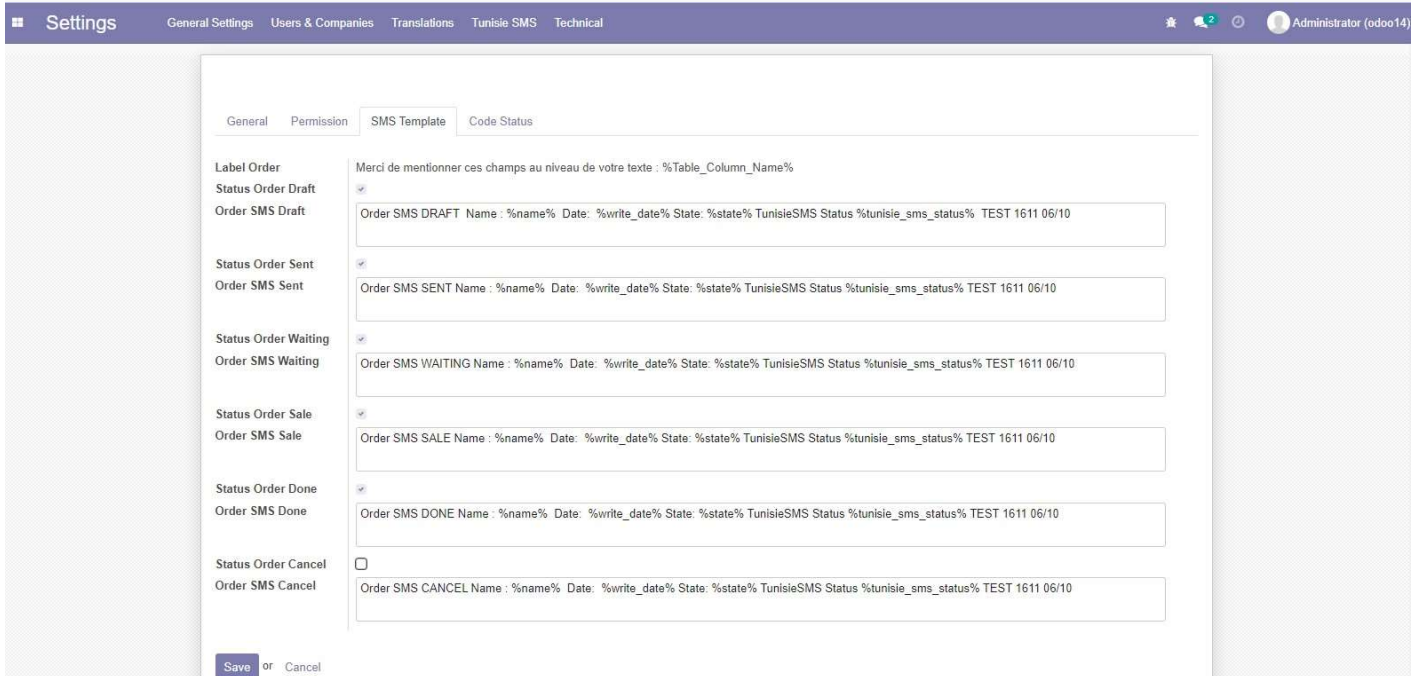 Settings General Settings Users & Companies Translations Tunisie SMS Technical 2 Administrator (odoo14)
General Permission SMS Template Code Status
Label Order Merci de mentionner ces champs au niveau de votre texte : %Table_Column_Name%
Status Order Draft
Order SMS Draft Order SMS DRAFT Name : %name% Date: %write_date% State: %state% TunisieSMS Status %tunisie_sms_status% TEST 1611 06/10
Status Order Sent
Order SMS Sent Order SMS SENT Name : %name% Date: %write_date% State: %state% TunisieSMS Status %tunisie_sms_status% TEST 1611 06/10
Status Order Waiting
Order SMS Waiting Order SMS WAITING Name : %name% Date: %write_date% State: %state% TunisieSMS Status %tunisie_sms_status% TEST 1611 06/10
Status Order Sale
Order SMS Sale Order SMS SALE Name : %name% Date: %write_date% State: %state% TunisieSMS Status %tunisie_sms_status% TEST 1611 06/10
Status Order Done
Order SMS Done Order SMS DONE Name : %name% Date: %write_date% State: %state% TunisieSMS Status %tunisie_sms_status% TEST 1611 06/10
Status Order Cancel
Order SMS Cancel Order SMS CANCEL Name : %name% Date: %write_date% State: %state% TunisieSMS Status %tunisie_sms_status% TEST 1611 06/10
Save or Cancel